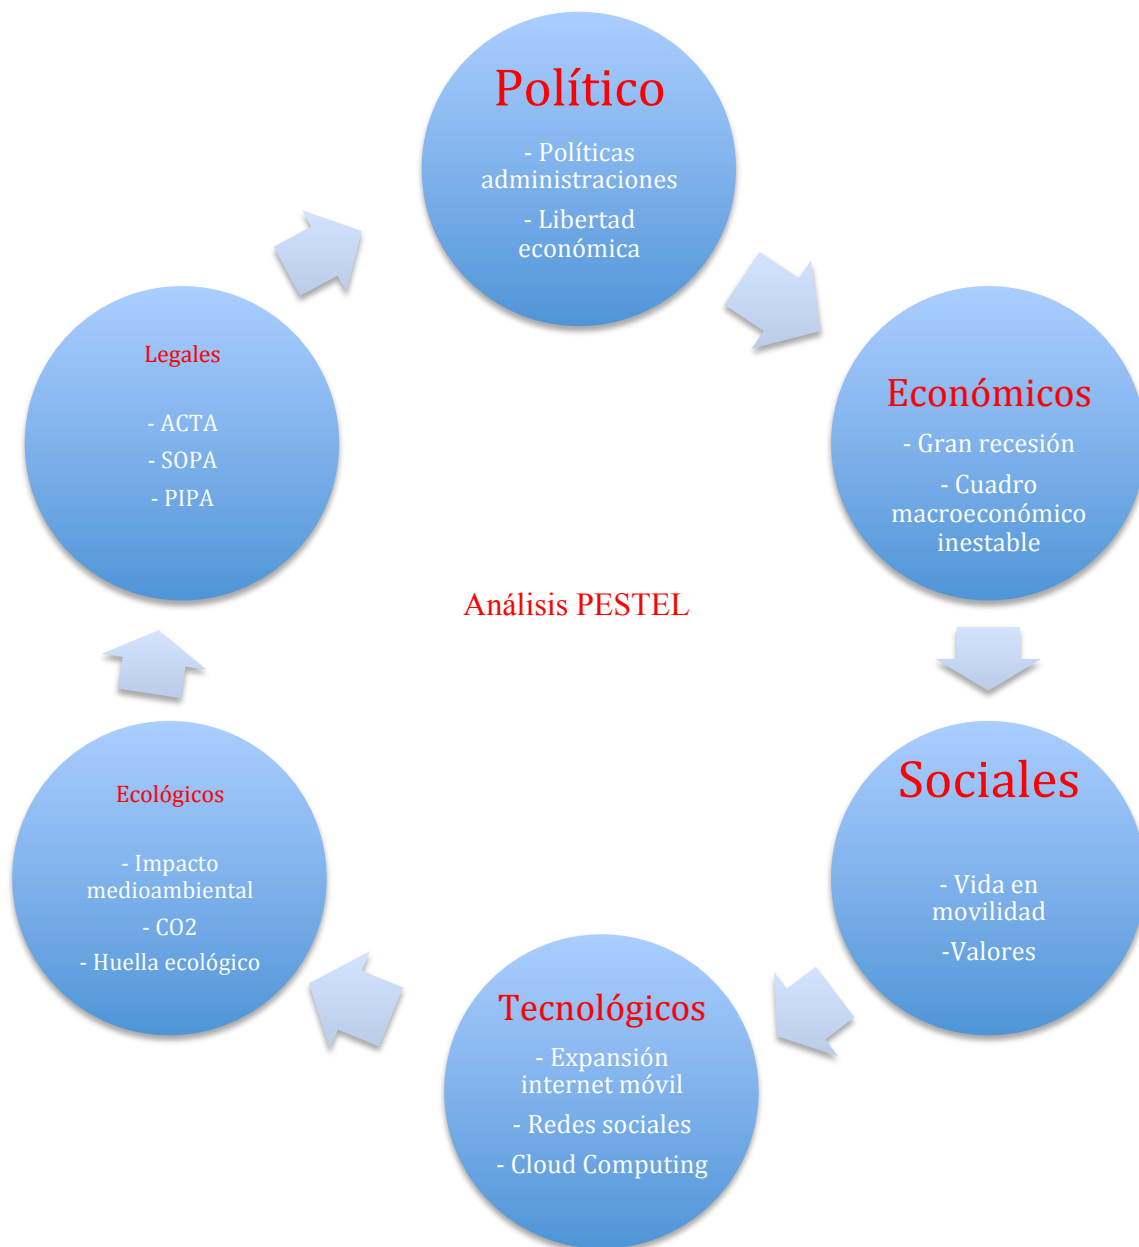 Político
- Políticas
administraciones
- Libertad
económica
Económicos
- Gran recesión
- Cuadro
macroeconómico
inestable
Sociales
- Vida en
movilidad
-Valores
Tecnológicos
- Expansión
internet móvil
- Redes sociales
- Cloud Computing
Ecológicos
- Impacto
medioambiental
- CO2
- Huella ecológico
Legales
- ACTA
- SOPA
- PIPA
Análisis PESTEL